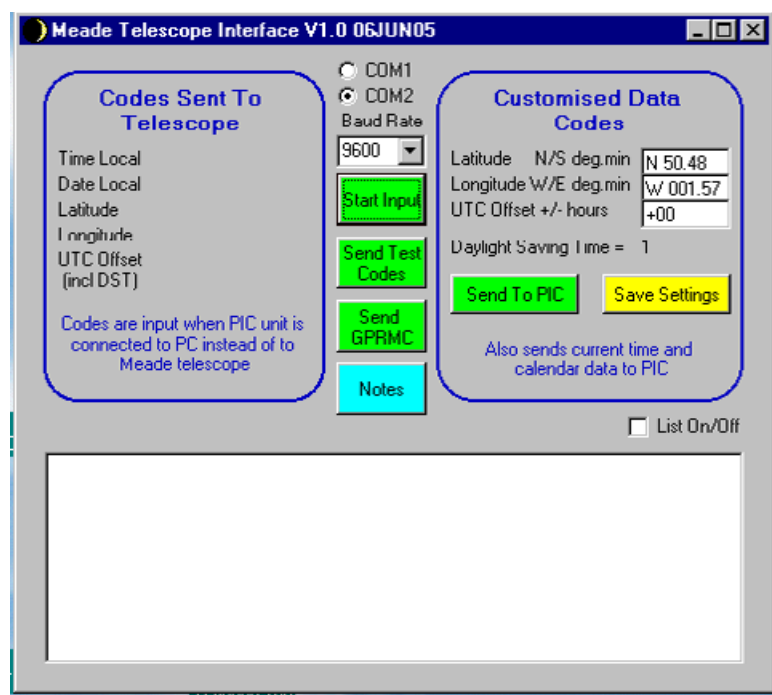 Meade Telescope Interface V1.0 06JUN05
Codes Sent To
Telescope
Time Local
Date Local
Latitude
Longitude
UTC Offset
(incl DST)
Codes are input when PIC unit is
connected to PC instead of to
Meade telescope
COM1
COM2
Baud Rate
9600
Start Input
Send Test
Codes
Send
GPRMC
Notes
Customised Data
Codes
Latitude N/S deg.min N 50.48
Longitude W/E deg.min W 001.57
UTC Offset +/- hours +00
Daylight Saving Time = 1
Send To PIC Save Settings
Also sends current time and
calendar data to PIC
List On/Off